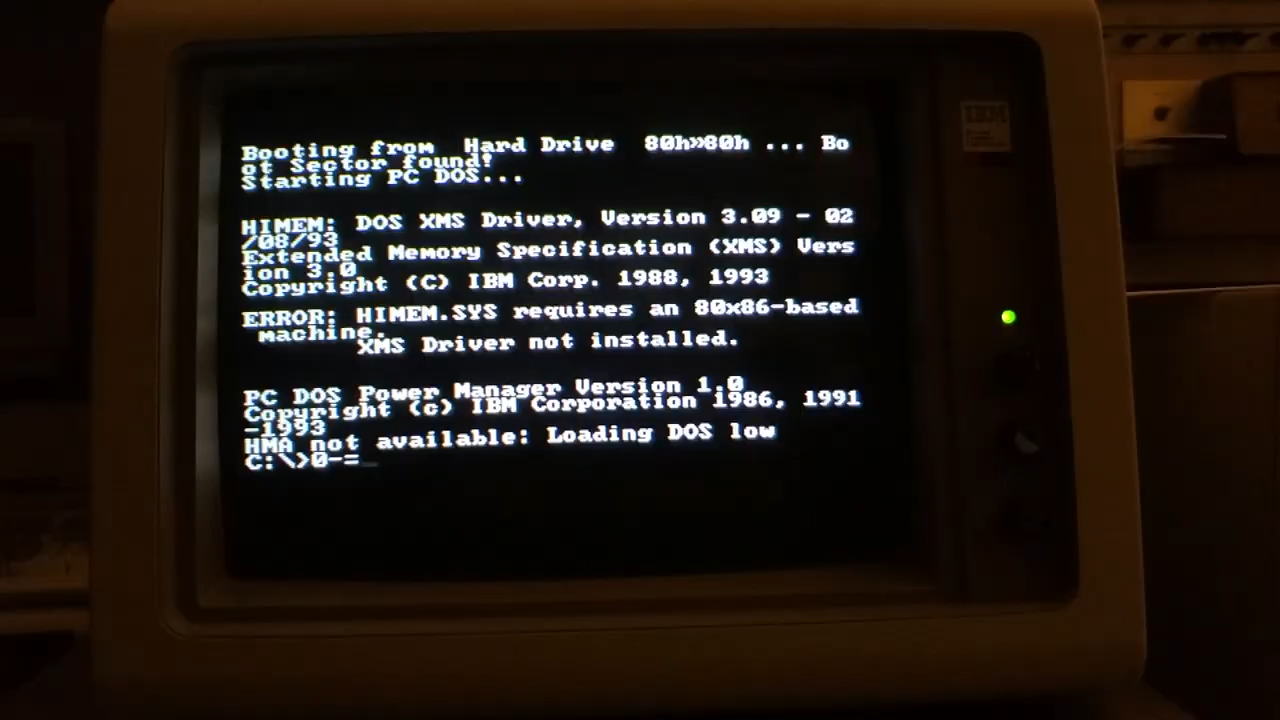 IBM
Booting from  Hard Drive  80h»80h ... Bo
ot Sector found!
Starting PC DOS...
HIMEM: DOS XMS Driver, Version 3.09 - 02
/08/93
Extended Memory Specification (XMS) Vers
ion 3.0
Copyright (C) IBM Corp. 1988, 1993
ERROR: HIMEM.SYS requires an 80x86-based
 machine.
       XMS Driver not installed.
PC DOS Power Manager Version 1.0
Copyright (c) IBM Corporation 1986, 1991
-1993
HMA not available: Loading DOS low
C:\>0-=_